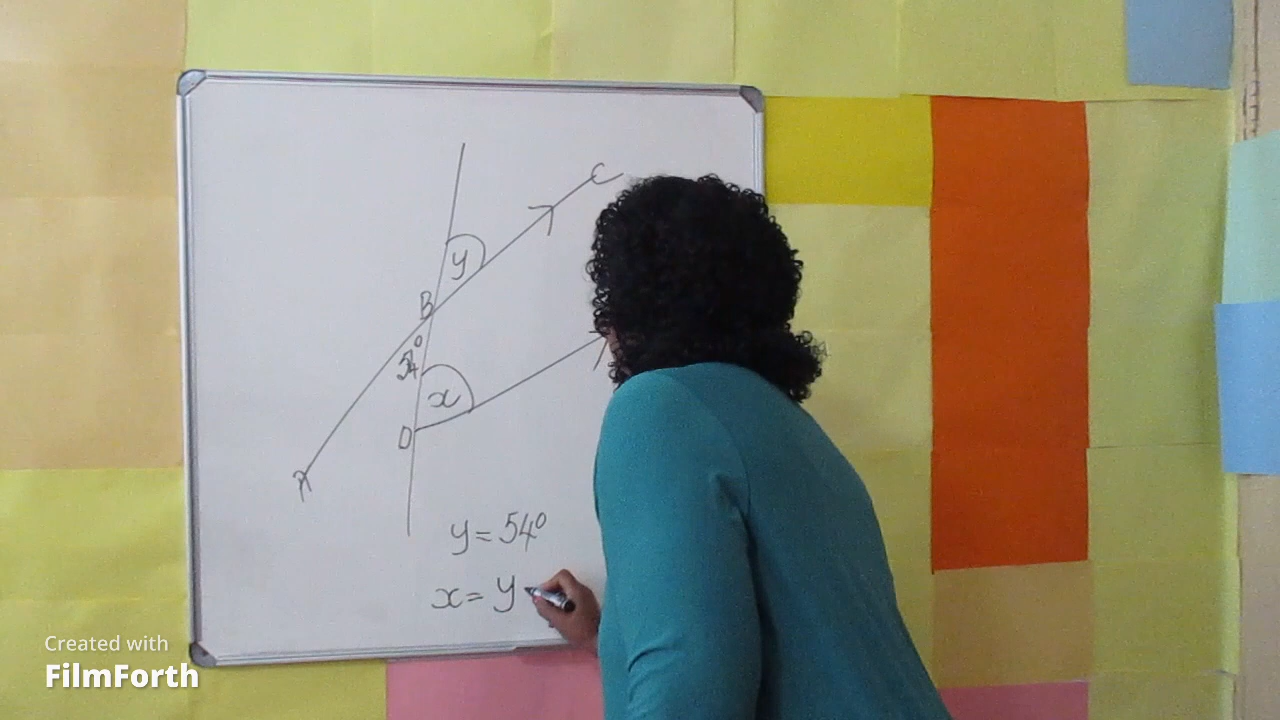 C
y
B
54°
x
D
A
y = 54°
x = y
Created with
FilmForth